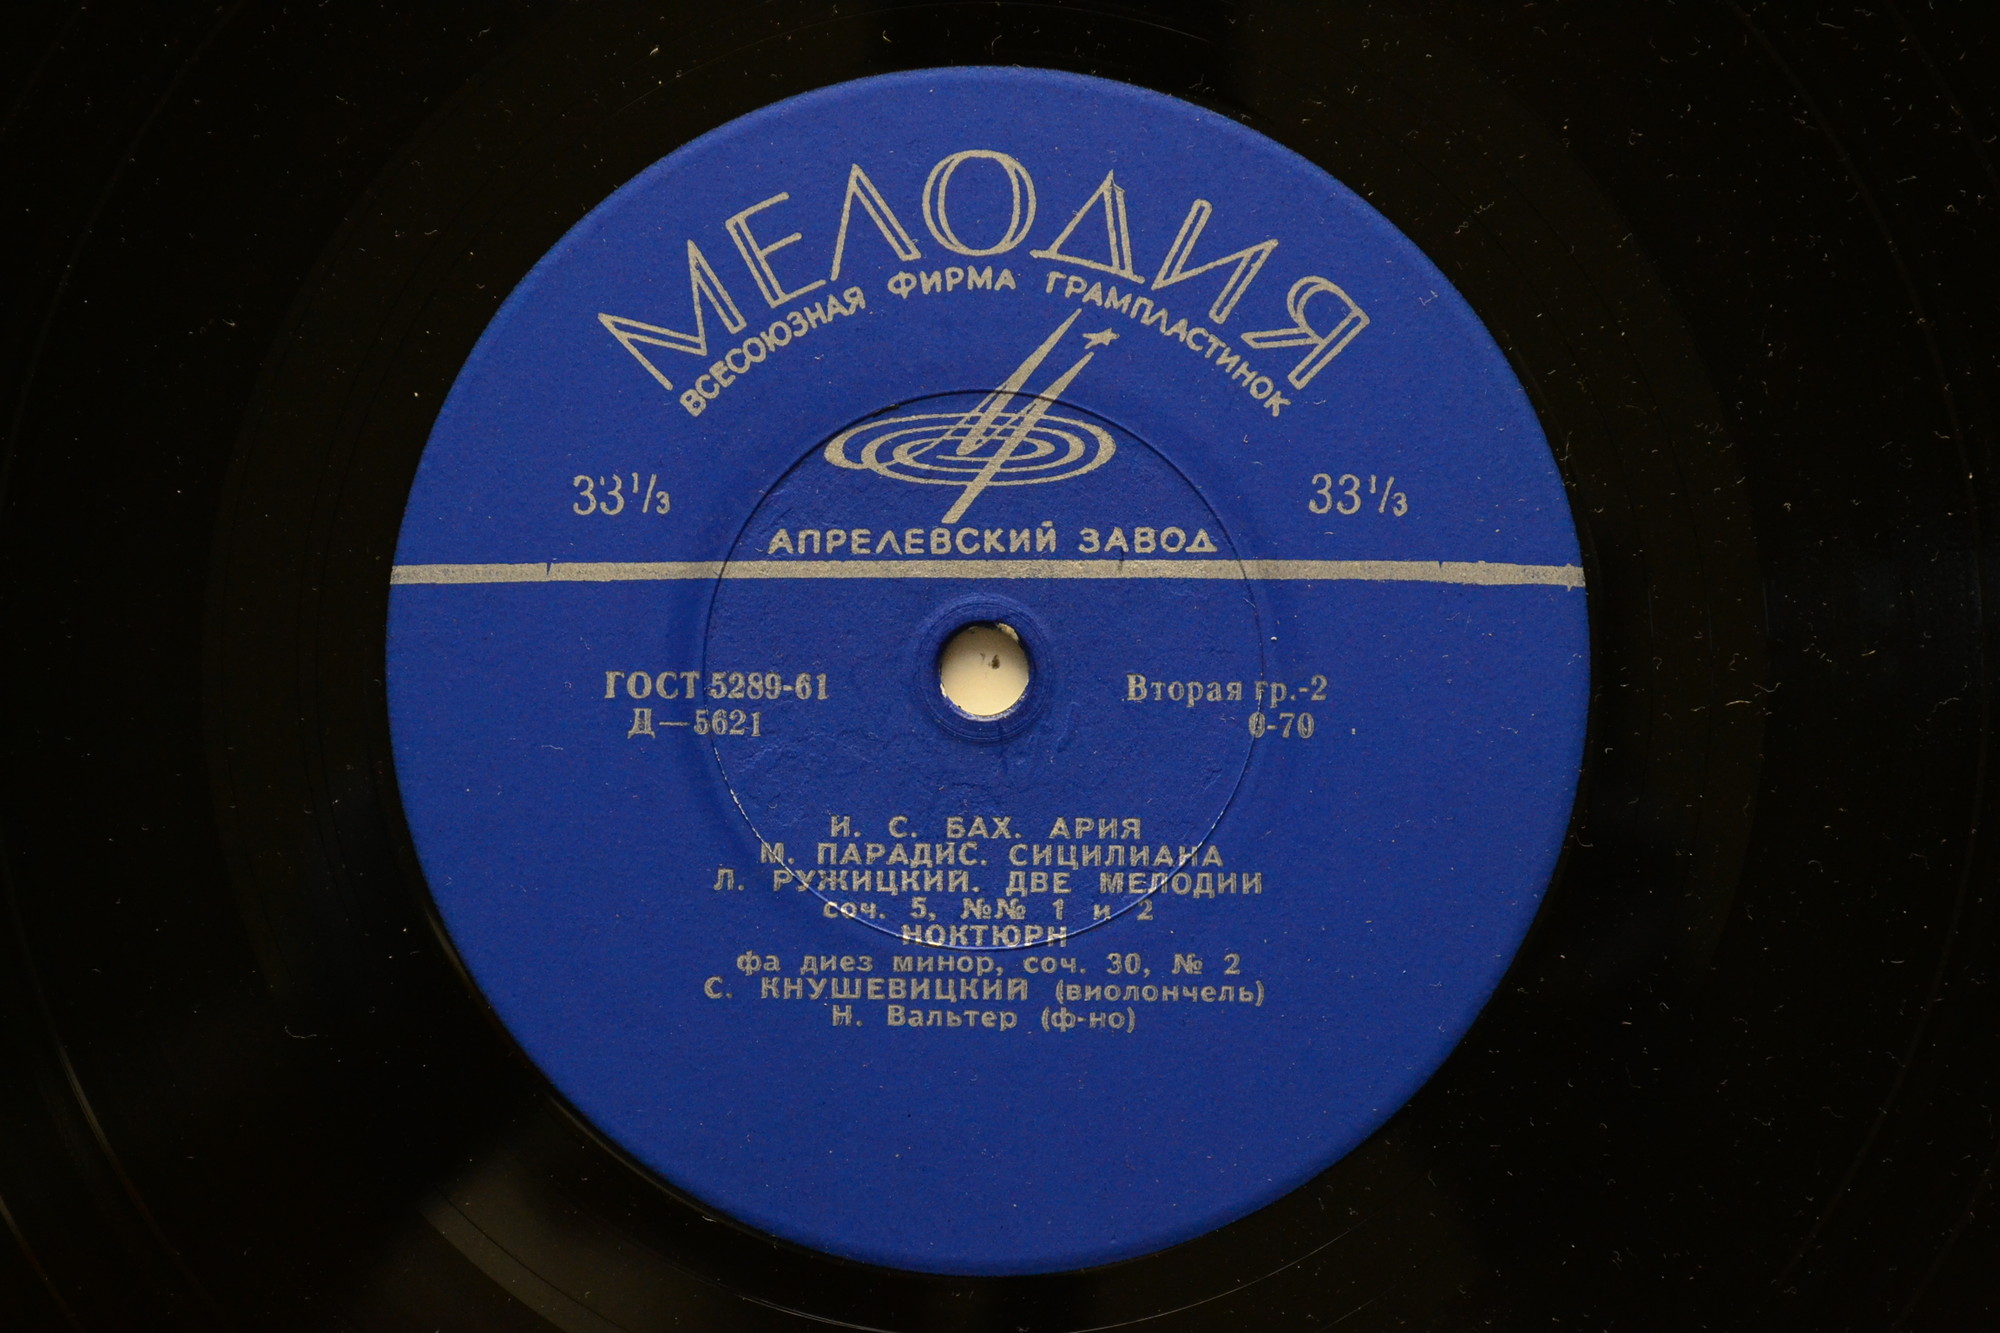 МЕЛОДИЯ
ВСЕСОЮЗНАЯ ФИРМА ГРАМПЛАСТИНОК
33⅓ 33⅓
АПРЕЛЕВСКИЙ ЗАВОД
ГОСТ 5289-61 Вторая гр.-2
Д—5621 0-70
И. С. БАХ. АРИЯ
М. ПАРАДИС. СИЦИЛИАНА
Л. РУЖИЦКИЙ. ДВЕ МЕЛОДИИ
соч. 5, №№ 1 и 2
НОКТЮРН
фа диез минор, соч. 30, № 2
С. КНУШЕВИЦКИЙ (виолончель)
Н. Вальтер (ф-но)